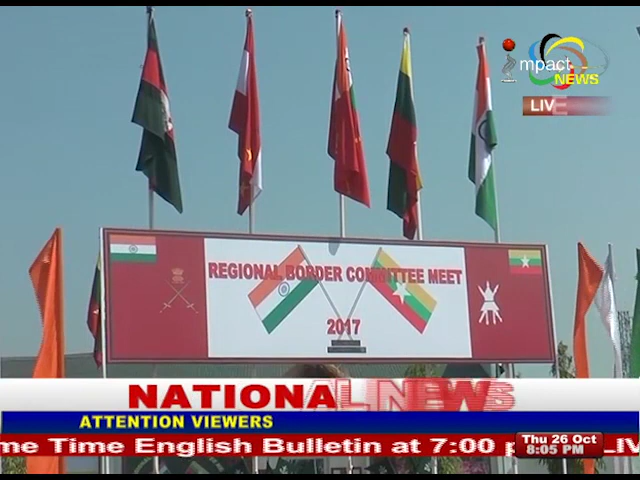 mpact
NEWS
LIVE
REGIONAL BORDER COMMITTEE MEET
2017
NATIONAL NEWS
ATTENTION VIEWERS
me Time English Bulletin at 7:00 p
LIV
Thu 26 Oct
8:05 PM